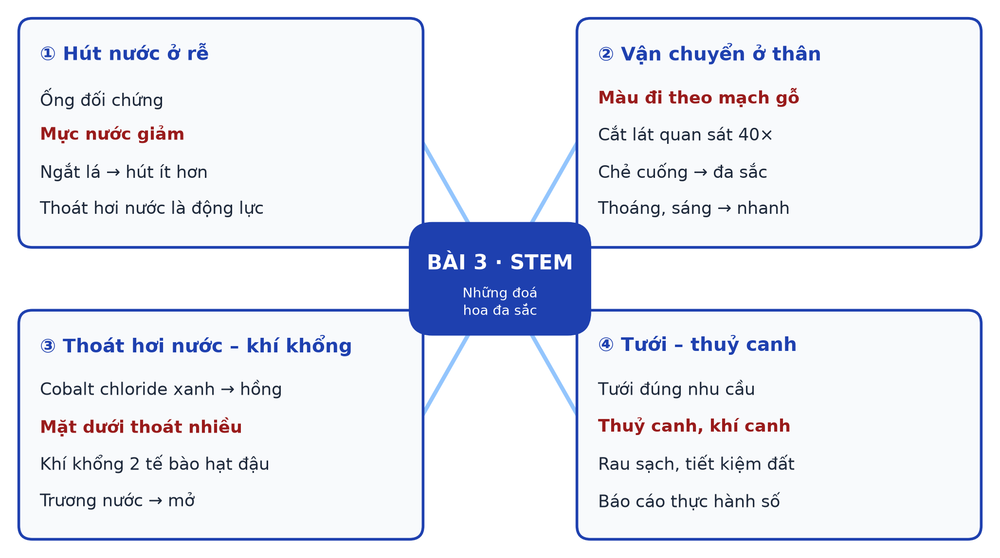 ① Hút nước ở rễ
Ống đối chứng
Mực nước giảm
Ngắt lá → hút ít hơn
Thoát hơi nước là động lực
② Vận chuyển ở thân
Màu đi theo mạch gỗ
Cắt lát quan sát 40×
Chẻ cuống → đa sắc
Thoáng, sáng → nhanh
BÀI 3 · STEM
Những đoá
hoa đa sắc
③ Thoát hơi nước – khí khổng
Cobalt chloride xanh → hồng
Mặt dưới thoát nhiều
Khí khổng 2 tế bào hạt đậu
Trương nước → mở
④ Tưới – thuỷ canh
Tưới đúng nhu cầu
Thuỷ canh, khí canh
Rau sạch, tiết kiệm đất
Báo cáo thực hành số